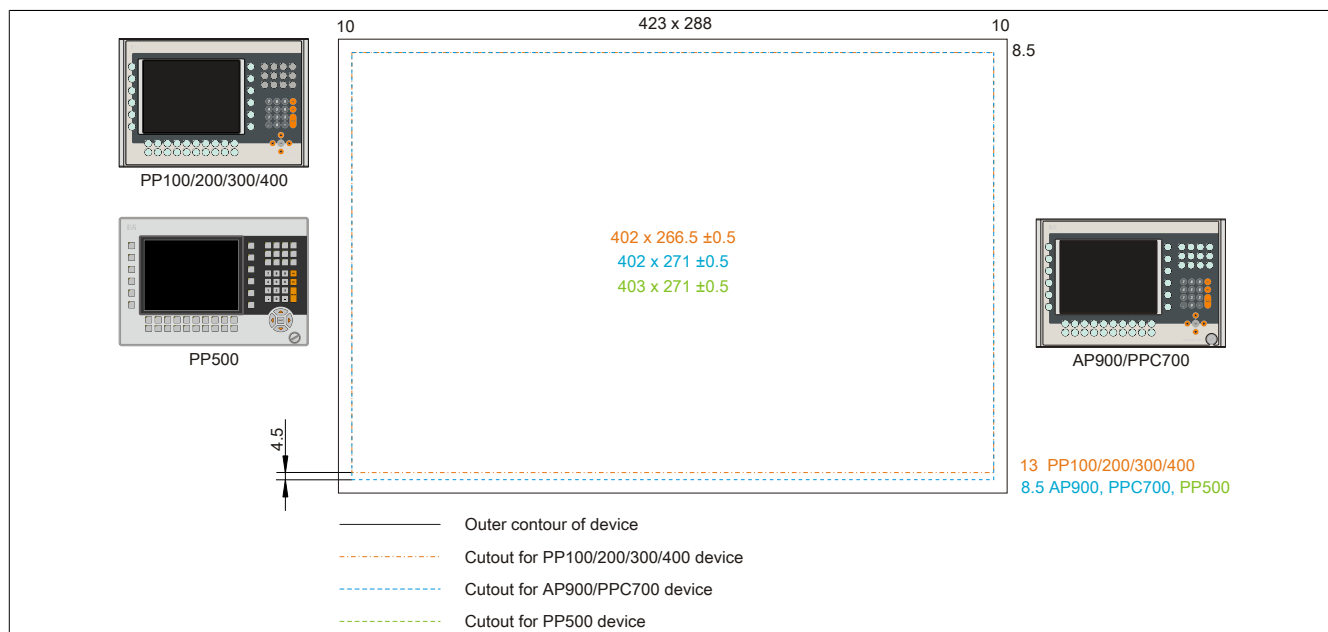 10
423 x 288
10
8.5
PP100/200/300/400
402 x 266.5 ±0.5
402 x 271 ±0.5
403 x 271 ±0.5
PP500
AP900/PPC700
4.5
13 PP100/200/300/400
8.5 AP900, PPC700, PP500
Outer contour of device
Cutout for PP100/200/300/400 device
Cutout for AP900/PPC700 device
Cutout for PP500 device